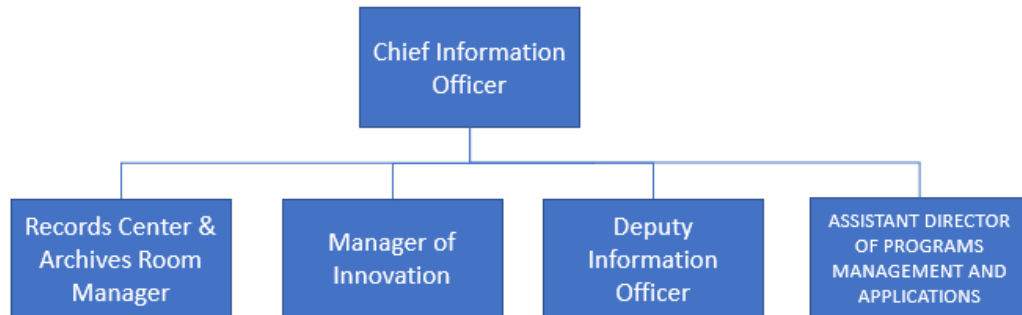 Chief Information
Officer
Records Center &
Archives Room
Manager
Manager of
Innovation
Deputy
Information
Officer
ASSISTANT DIRECTOR
OF PROGRAMS
MANAGEMENT AND
APPLICATIONS